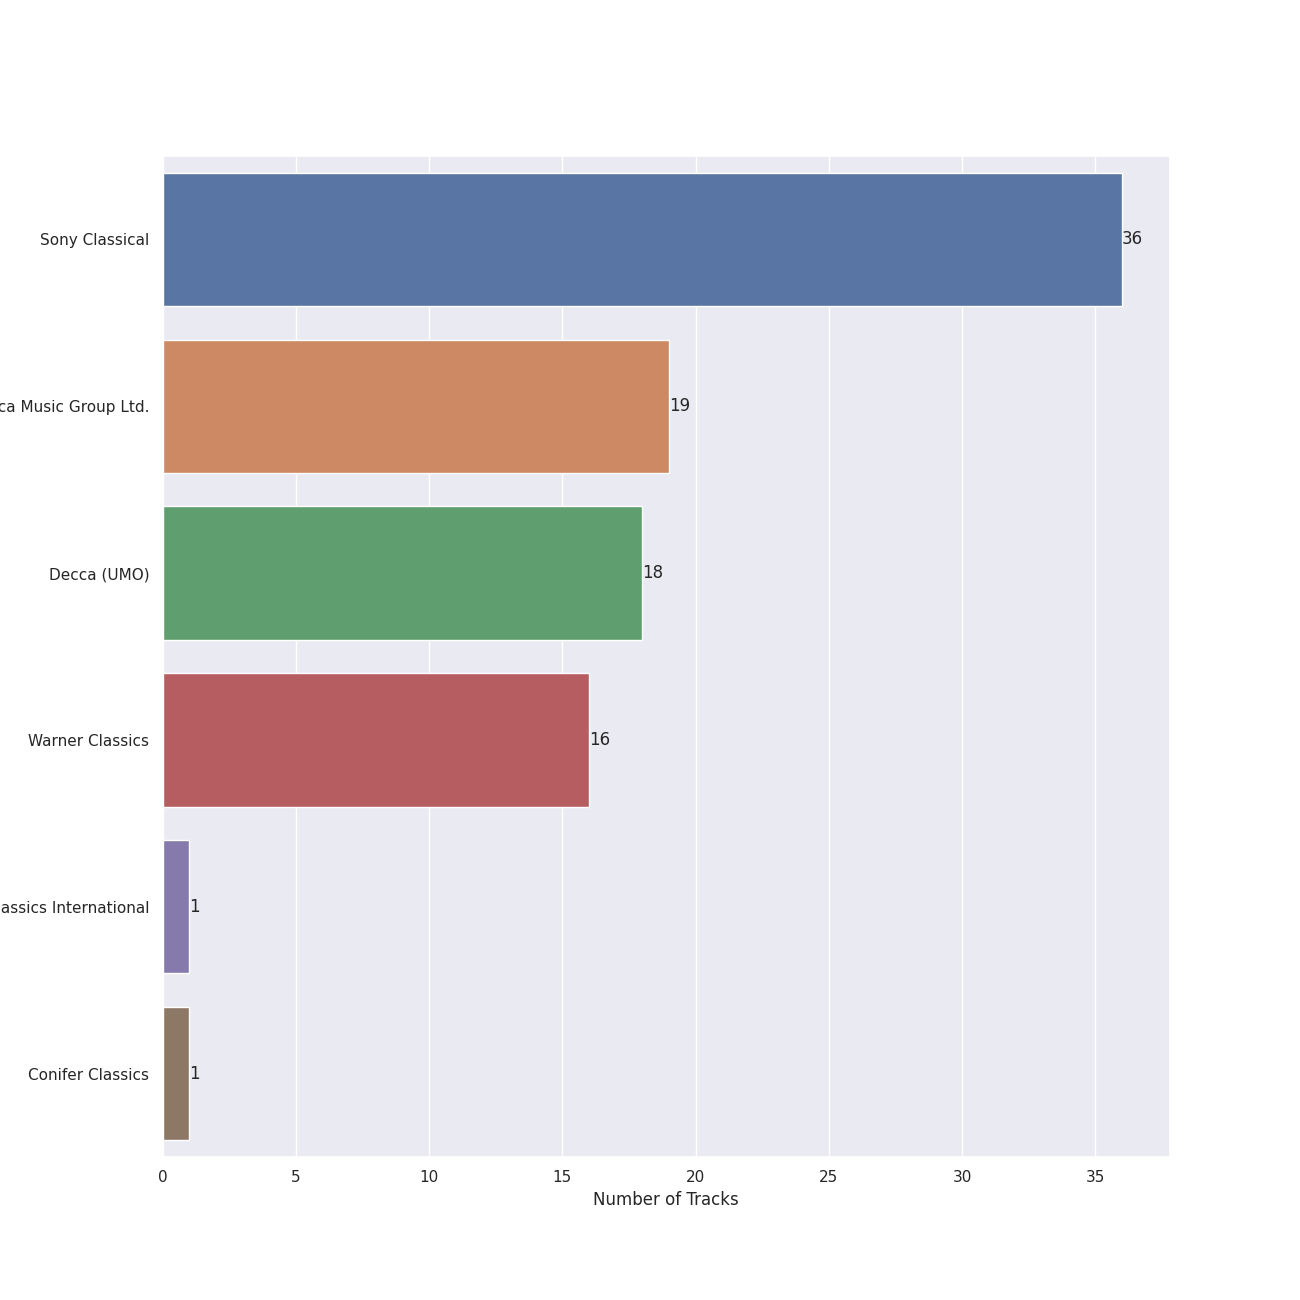 Sony Classical
36
ca Music Group Ltd.
19
Decca (UMO)
18
Warner Classics
16
assics International
1
Conifer Classics
1
0 5 10 15 20 25 30 35
Number of Tracks